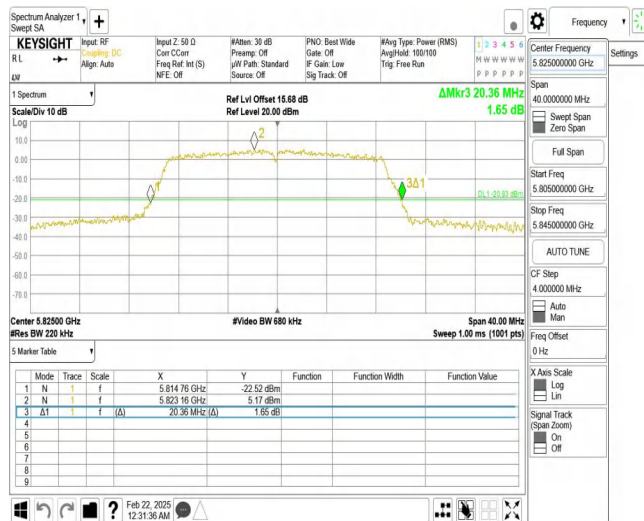 Spectrum Analyzer 1
Swept SA
Frequency
KEYSIGHT
R L
Input: RF
Coupling: DC
Align: Auto
Input Z: 50 Ω
Corr CCorr
Freq Ref: Int (S)
NFE: Off
#Atten: 30 dB
Preamp: Off
µW Path: Standard
Source: Off
PNO: Best Wide
Gate: Off
IF Gain: Low
Sig Track: Off
#Avg Type: Power (RMS)
Avg|Hold: 100/100
Trig: Free Run
1 2 3 4 5 6
M W W W W W
P P P P P P
1 Spectrum
Scale/Div 10 dB
Log
Ref Lvl Offset 15.68 dB
Ref Level 20.00 dBm
ΔMkr3 20.36 MHz
1.65 dB
10.0
0.00
-10.0
-20.0
-30.0
-40.0
-50.0
-60.0
-70.0
2
3Δ1
DL1 -20.83 dBm
Center 5.82500 GHz
#Res BW 220 kHz
#Video BW 680 kHz
Span 40.00 MHz
Sweep 1.00 ms (1001 pts)
5 Marker Table
Mode Trace Scale X Y Function Function Width Function Value
1 N 1 f 5.814 76 GHz -22.52 dBm
2 N 1 f 5.823 16 GHz 5.17 dBm
3 Δ1 1 f (Δ) 20.36 MHz (Δ) 1.65 dB
4
5
6
7
8
9
Feb 22, 2025
12:31:36 AM
Center Frequency
5.825000000 GHz
Settings
Span
40.0000000 MHz
Swept Span
Zero Span
Full Span
Start Freq
5.805000000 GHz
Stop Freq
5.845000000 GHz
AUTO TUNE
CF Step
4.000000 MHz
Auto
Man
Freq Offset
0 Hz
X Axis Scale
Log
Lin
Signal Track
(Span Zoom)
On
Off